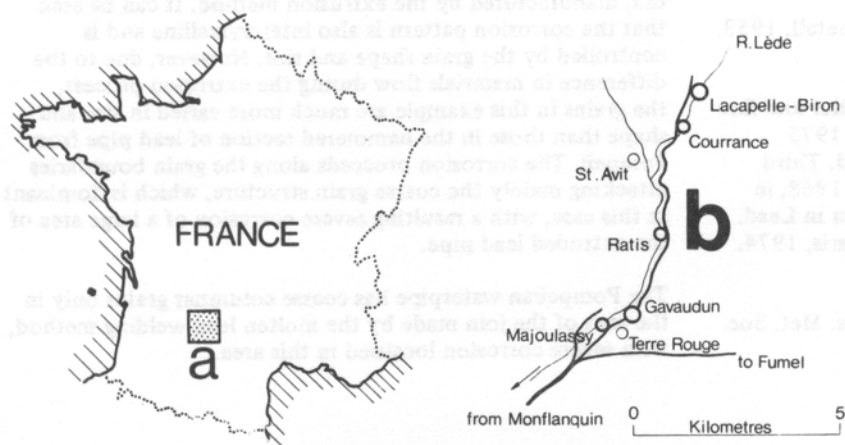 FRANCE
a
R. Lède
Lacapelle-Biron
Courrance
St. Avit
b
Ratis
Gavaudun
Majoulassy
Terre Rouge
to Fumel
from Monflanquin
0 5
Kilometres